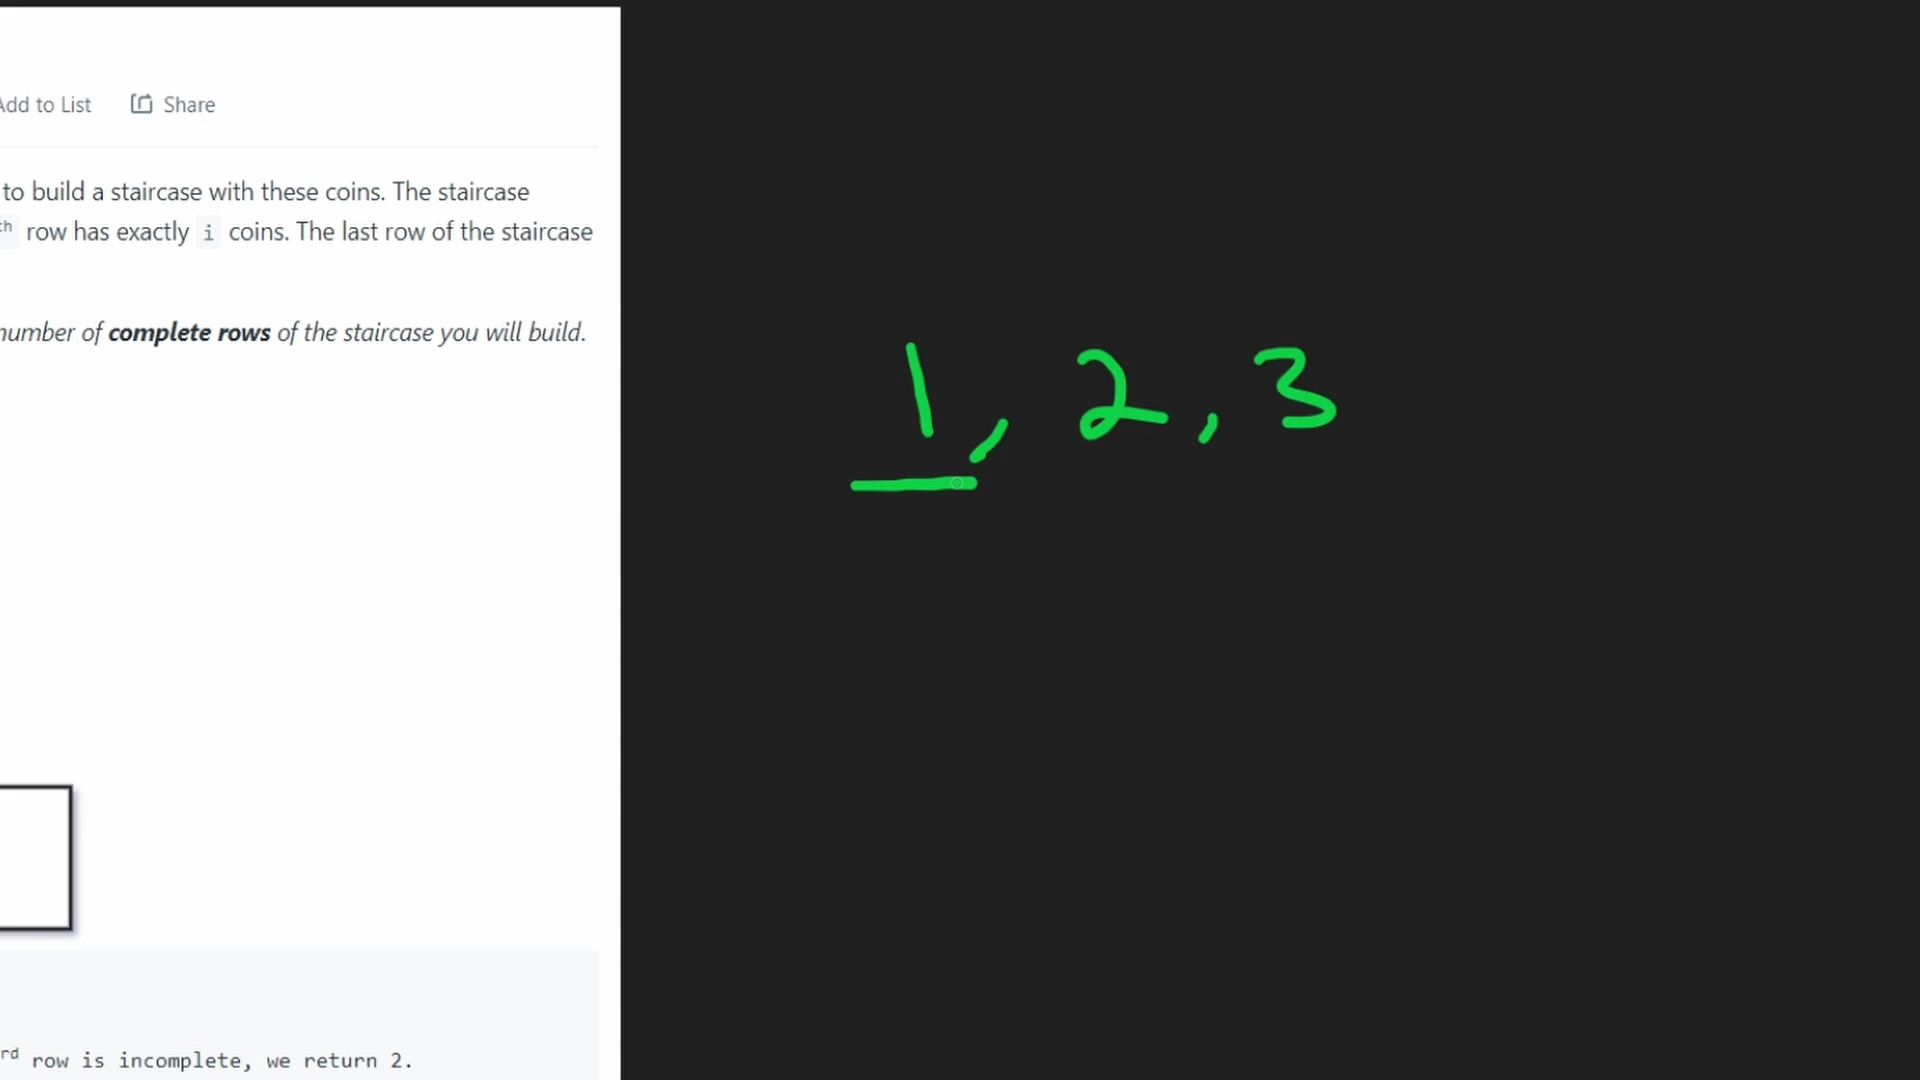 Add to List Share
to build a staircase with these coins. The staircase
th row has exactly i coins. The last row of the staircase
number of complete rows of the staircase you will build.
1, 2, 3
rd row is incomplete, we return 2.